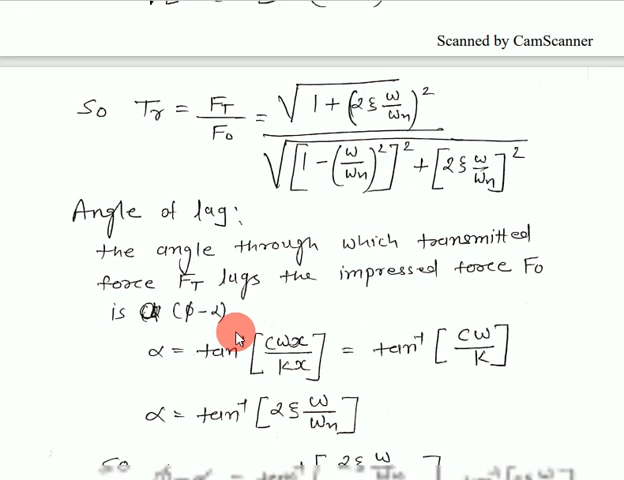 Scanned by CamScanner
So Tr = FT/F0 = √(1+(2ξ ω/ωn)²) / √([1-(ω/ωn)²]² + [2ξ ω/ωn]²)
Angle of lag:
the angle through which transmitted
force FT lags the impressed force F0
is (ϕ-α)
α = tan⁻¹ [cωx/kx] = tan⁻¹ [cω/k]
α = tan⁻¹ [2ξ ω/ωn]
So